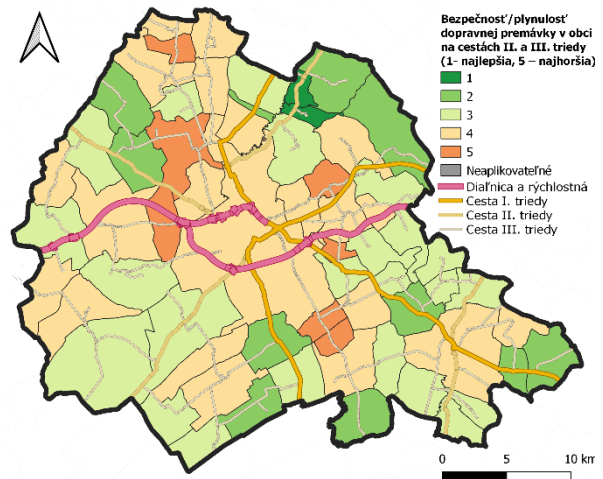 Bezpečnosť/plynulosť
dopravnej premávky v obci
na cestách II. a III. triedy
(1- najlepšia, 5 – najhoršia)
1
2
3
4
5
Neaplikovateľné
Diaľnica a rýchlostná
Cesta I. triedy
Cesta II. triedy
Cesta III. triedy
0 5 10 km